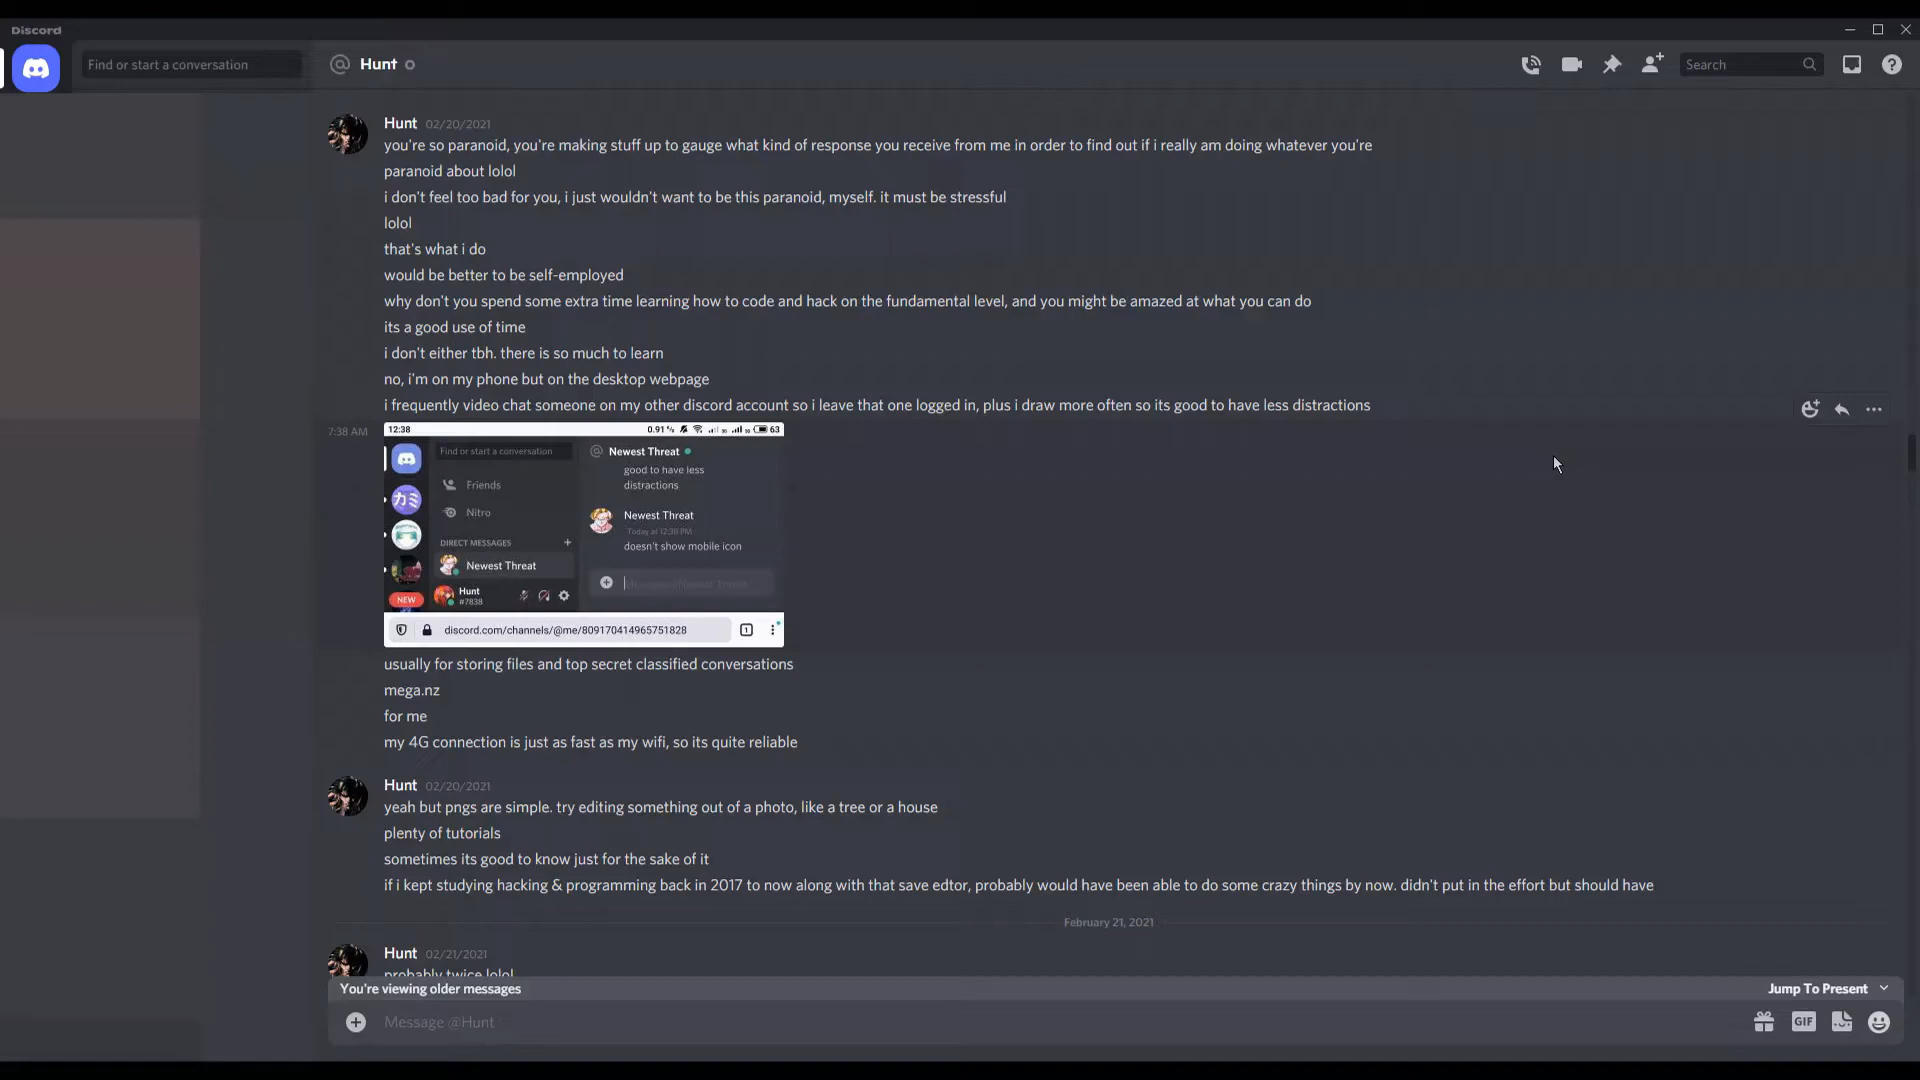 Discord
Find or start a conversation
Hunt
Search
Hunt 02/20/2021
you're so paranoid, you're making stuff up to gauge what kind of response you receive from me in order to find out if i really am doing whatever you're
paranoid about lolol
i don't feel too bad for you, i just wouldn't want to be this paranoid, myself. it must be stressful
lolol
that's what i do
would be better to be self-employed
why don't you spend some extra time learning how to code and hack on the fundamental level, and you might be amazed at what you can do
its a good use of time
i don't either tbh. there is so much to learn
no, i'm on my phone but on the desktop webpage
i frequently video chat someone on my other discord account so i leave that one logged in, plus i draw more often so its good to have less distractions
7:38 AM
12:38 0.91 63
Find or start a conversation
Newest Threat
good to have less
distractions
Friends
Nitro
Newest Threat
Today at 12:38 PM
doesn't show mobile icon
DIRECT MESSAGES +
カミ
Newest Threat
Hunt
#7838
NEW
discord.com/channels/@me/809170414965751828 1
usually for storing files and top secret classified conversations
mega.nz
for me
my 4G connection is just as fast as my wifi, so its quite reliable
Hunt 02/20/2021
yeah but pngs are simple. try editing something out of a photo, like a tree or a house
plenty of tutorials
sometimes its good to know just for the sake of it
if i kept studying hacking & programming back in 2017 to now along with that save edtor, probably would have been able to do some crazy things by now. didn't put in the effort but should have
February 21, 2021
Hunt 02/21/2021
probably twice lolol
You're viewing older messages
Jump To Present
Message @Hunt
GIF